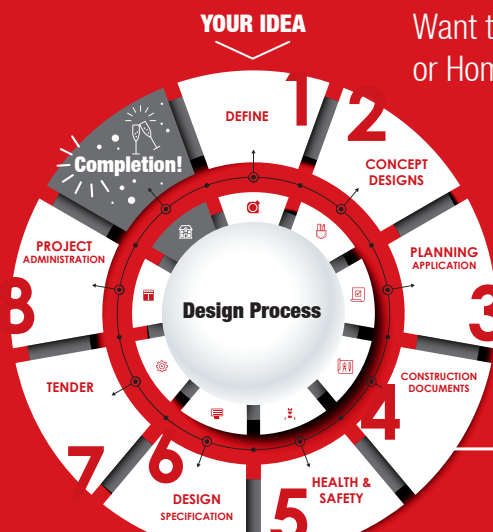 YOUR IDEA
Want t
or Hom
1
DEFINE
2
CONCEPT
DESIGNS
3
PLANNING
APPLICATION
4
CONSTRUCTION
DOCUMENTS
5
HEALTH &
SAFETY
6
DESIGN
SPECIFICATION
7
TENDER
8
PROJECT
ADMINISTRATION
Completion!
Design Process